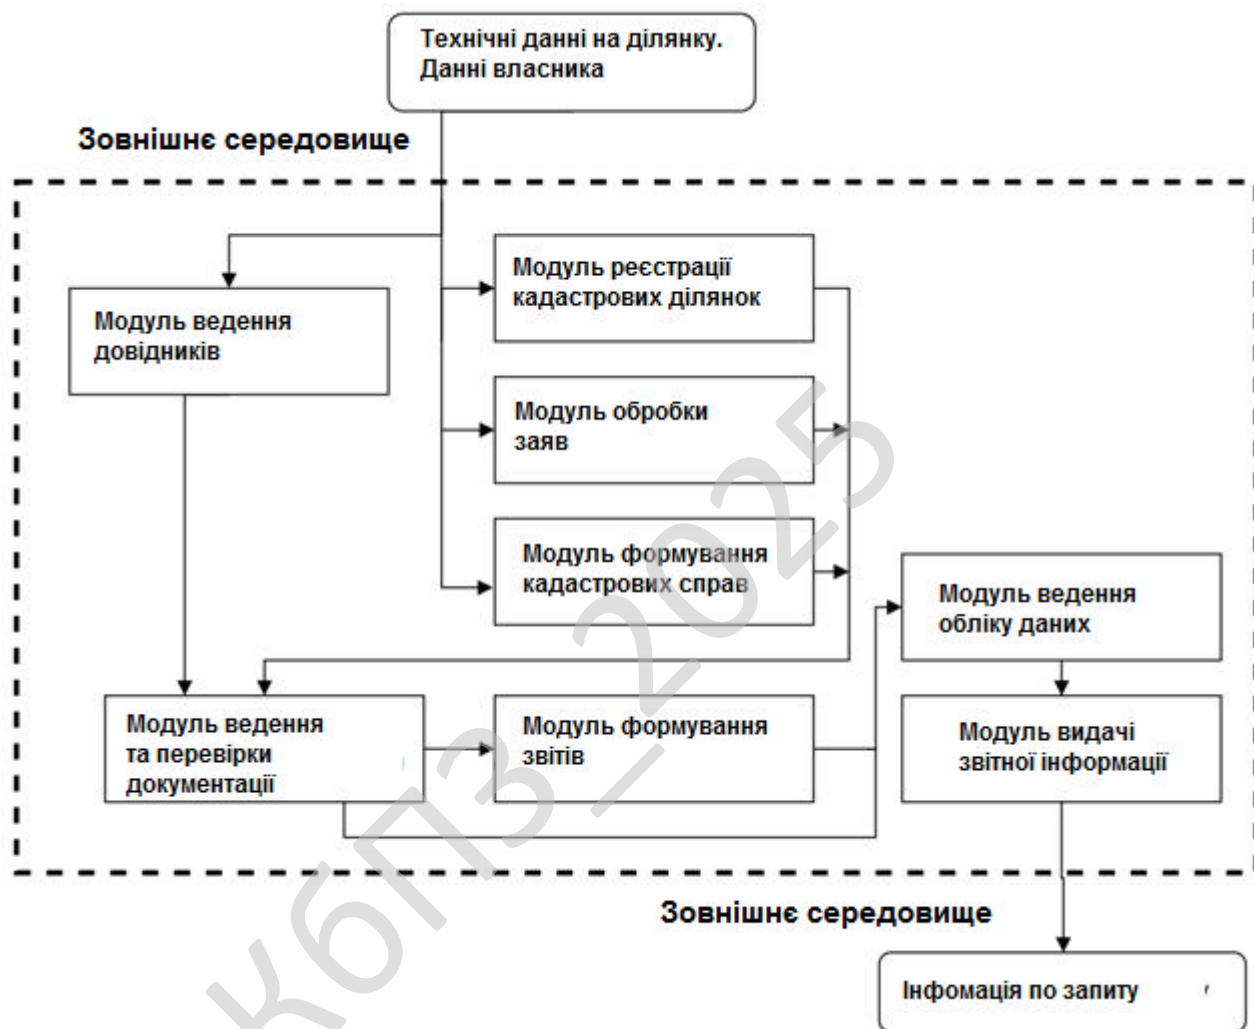 Технічні данні на ділянку.
Данні власника
Зовнішнє середовище
Модуль реєстрації
кадастрових ділянок
Модуль ведення
довідників
Модуль обробки
заяв
Модуль формування
кадастрових справ
Модуль ведення
обліку даних
Модуль ведення
та перевірки
документації
Модуль формування
звітів
Модуль видачі
звітної інформації
Зовнішнє середовище
Інфомація по запиту
КбПЗ_2025